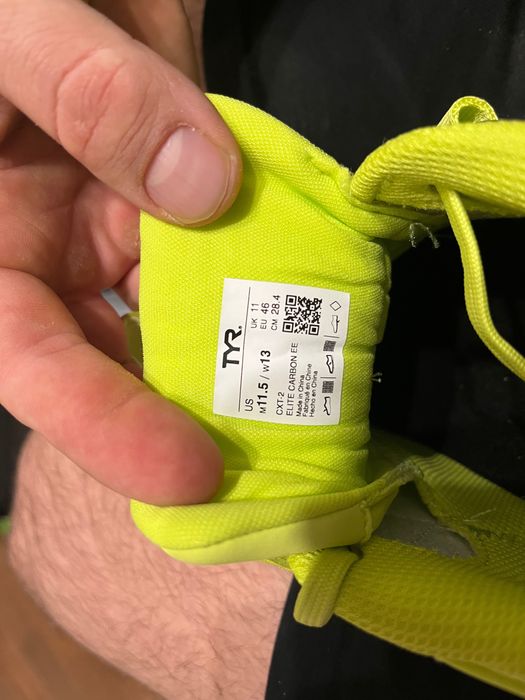 TYR.
US
M11.5 / W13
UK 11
EU 46
CM 28.4
CXT-2
ELITE CARBON EE
Made in China
Fabriqué en Chine
Hecho en China